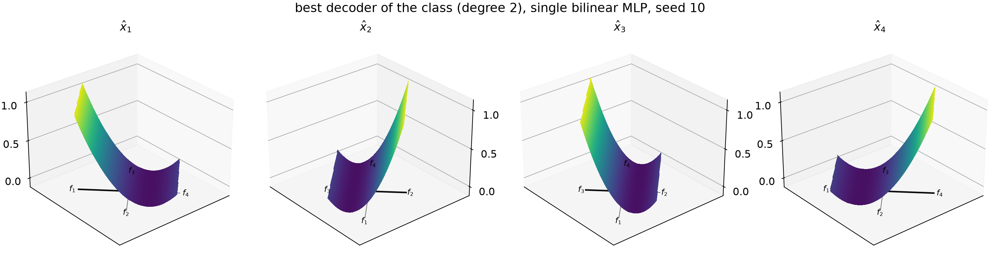 best decoder of the class (degree 2), single bilinear MLP, seed 10
x̂₁
1.0
0.5
0.0
f₁
f₂
f₃
f₄
x̂₂
f₃
f₄
f₁
f₂
1.0
0.5
0.0
x̂₃
f₃
f₄
f₁
f₂
1.0
0.5
0.0
x̂₄
1.0
0.5
0.0
f₁
f₂
f₃
f₄